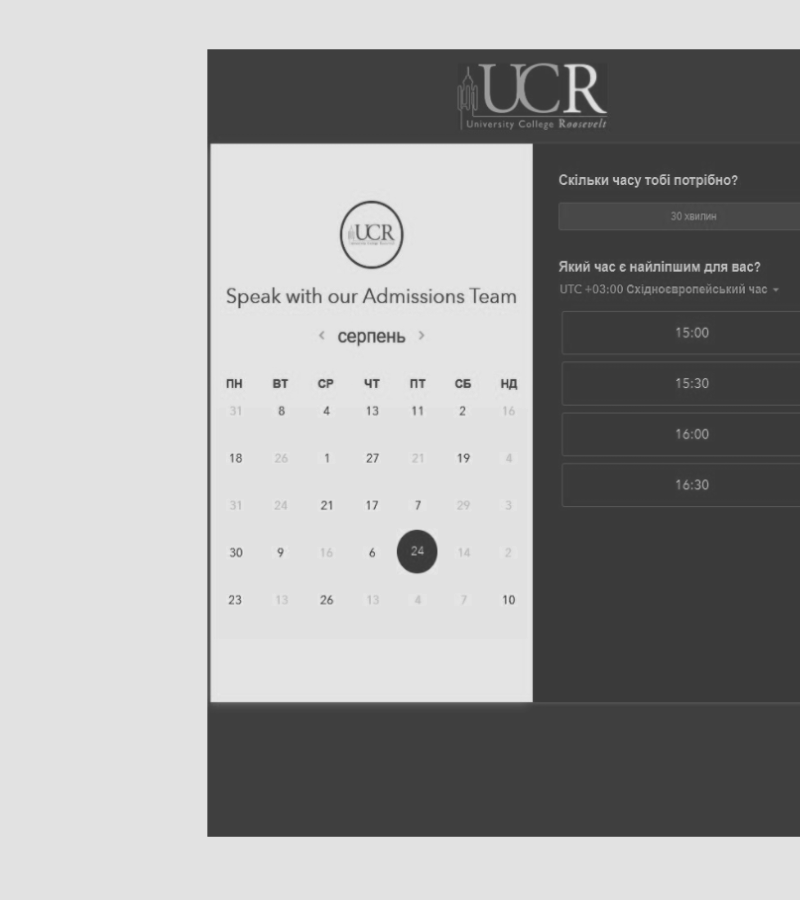 UCR
University College Roosevelt
UCR
Speak with our Admissions Team
‹ серпень ›
ПН ВТ СР ЧТ ПТ СБ НД
31 8 4 13 11 2 16
18 26 1 27 21 19 4
31 24 21 17 7 29 3
30 9 16 6 24 14 2
23 13 26 13 4 7 10
Скільки часу тобі потрібно?
30 хвилин
Який час є найліпшим для вас?
UTC +03:00 Східноєвропейський час
15:00
15:30
16:00
16:30